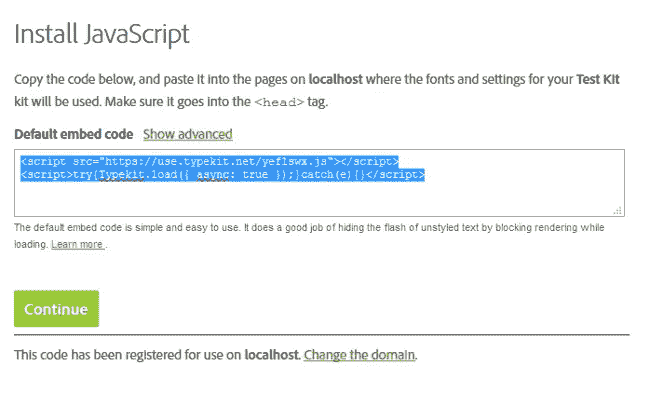 Install JavaScript
Copy the code below, and paste it into the pages on localhost where the fonts and settings for your Test Kit
kit will be used. Make sure it goes into the <head> tag.
Default embed code Show advanced
<script src="https://use.typekit.net/yeflswx.js"></script>
<script>try{Typekit.load({ async: true });}catch(e){}</script>
The default embed code is simple and easy to use. It does a good job of hiding the flash of unstyled text by blocking rendering while
loading. Learn more.
Continue
This code has been registered for use on localhost. Change the domain.